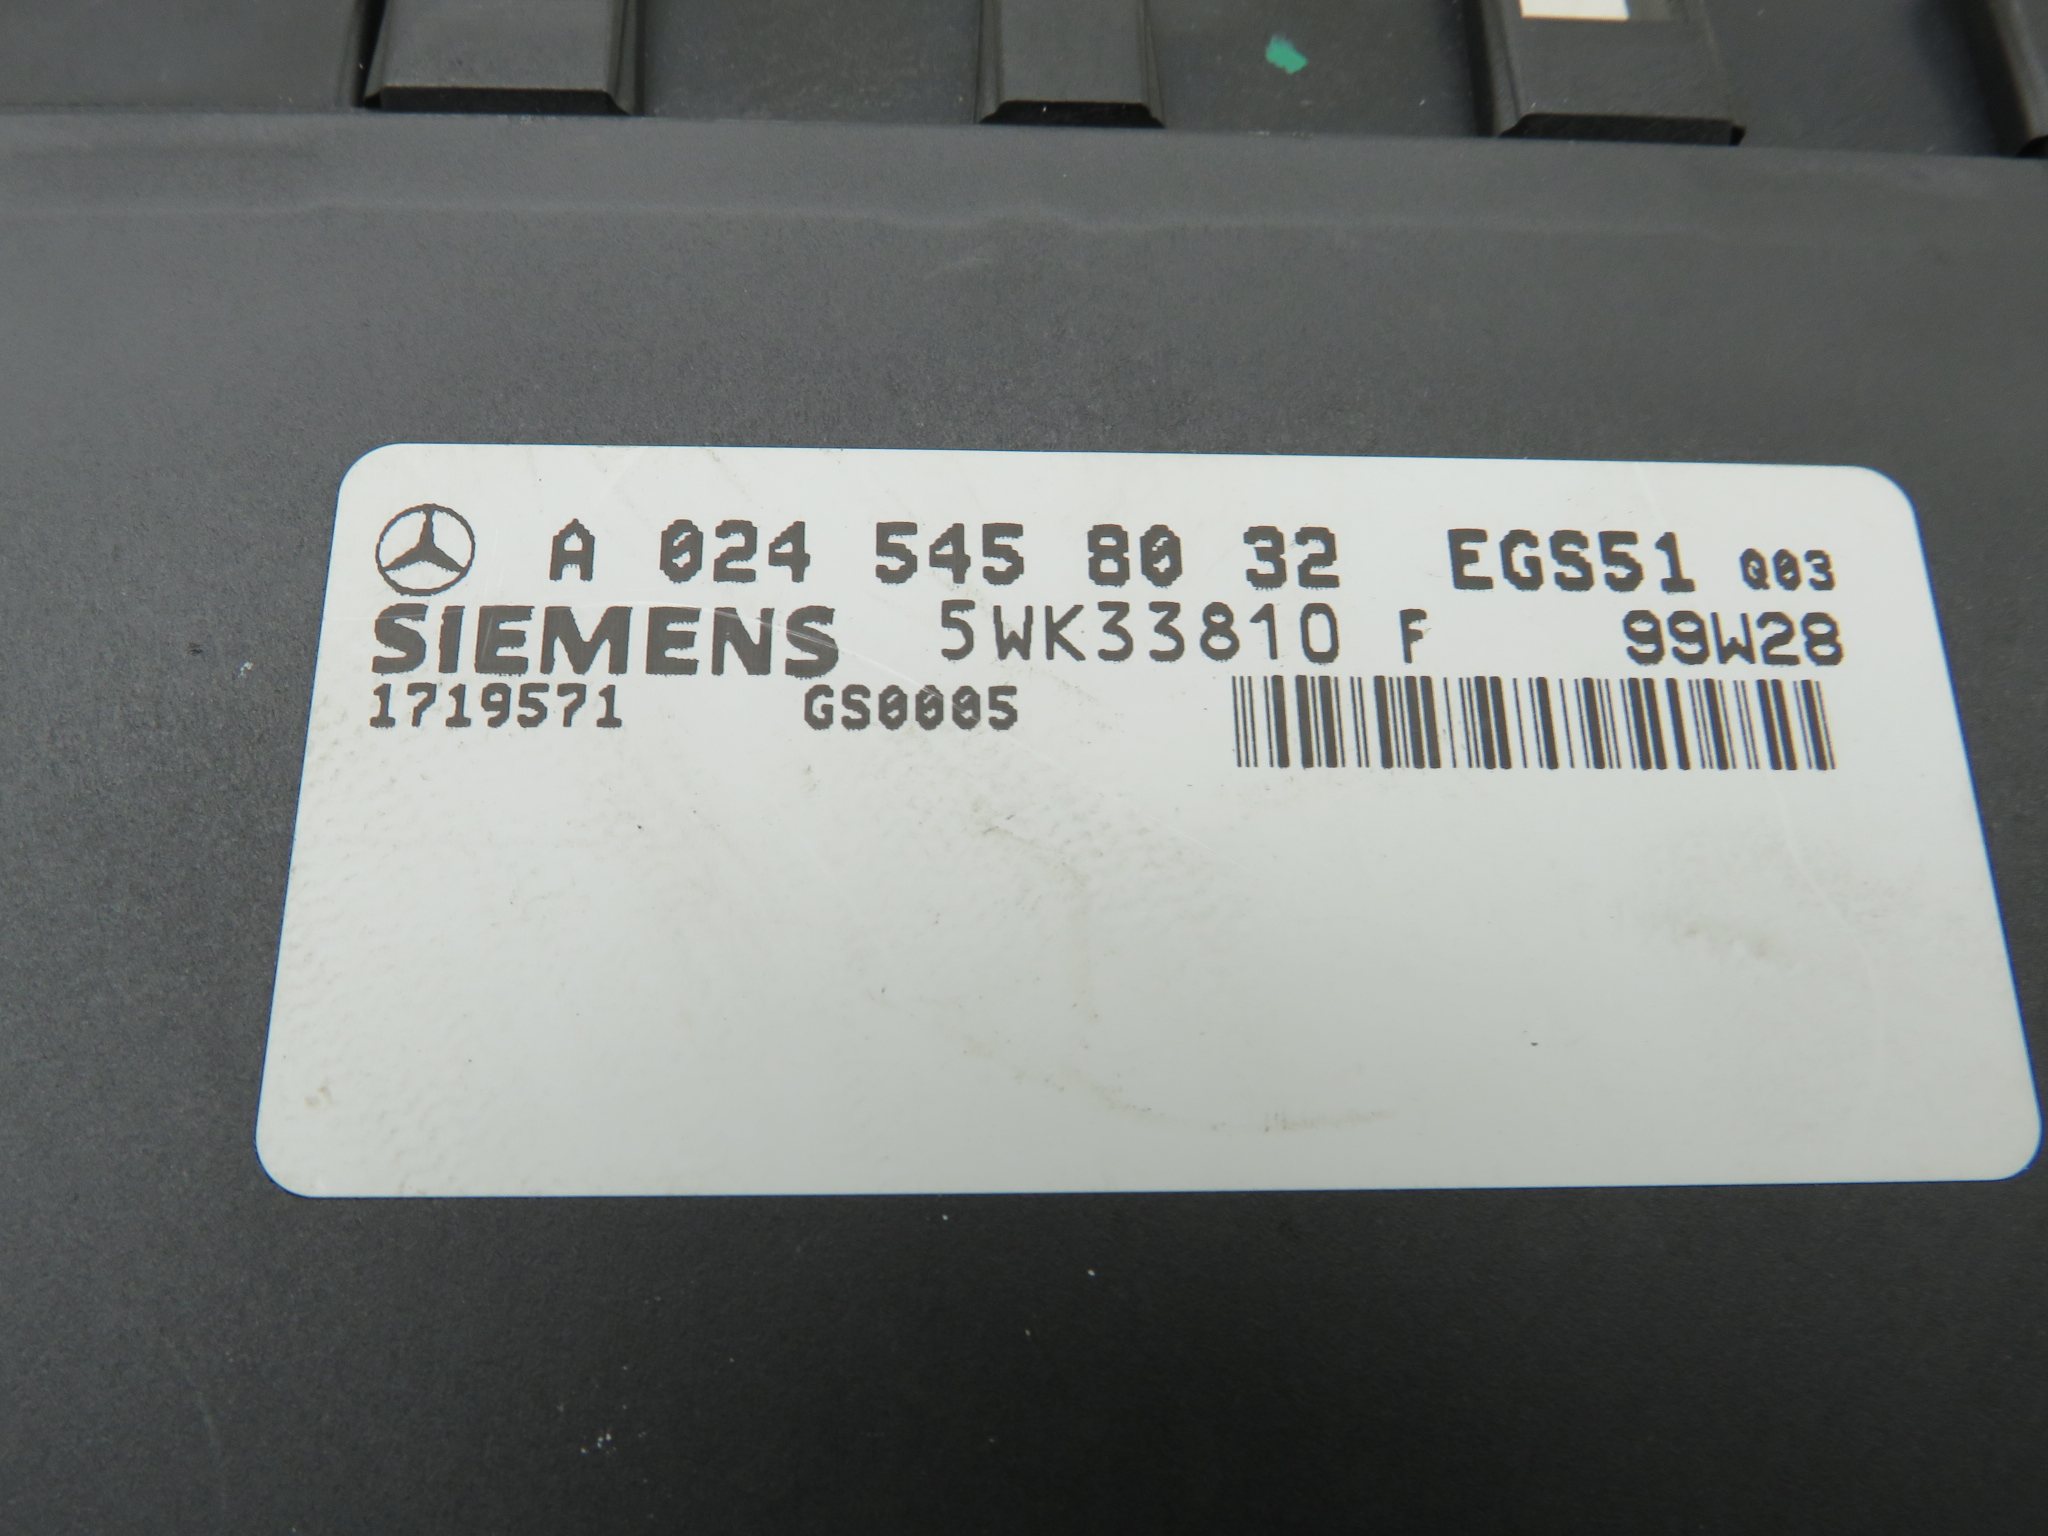 A 024 545 80 32 EGS51 Q03
SIEMENS 5WK33810 F 99W28
1719571 GS0005